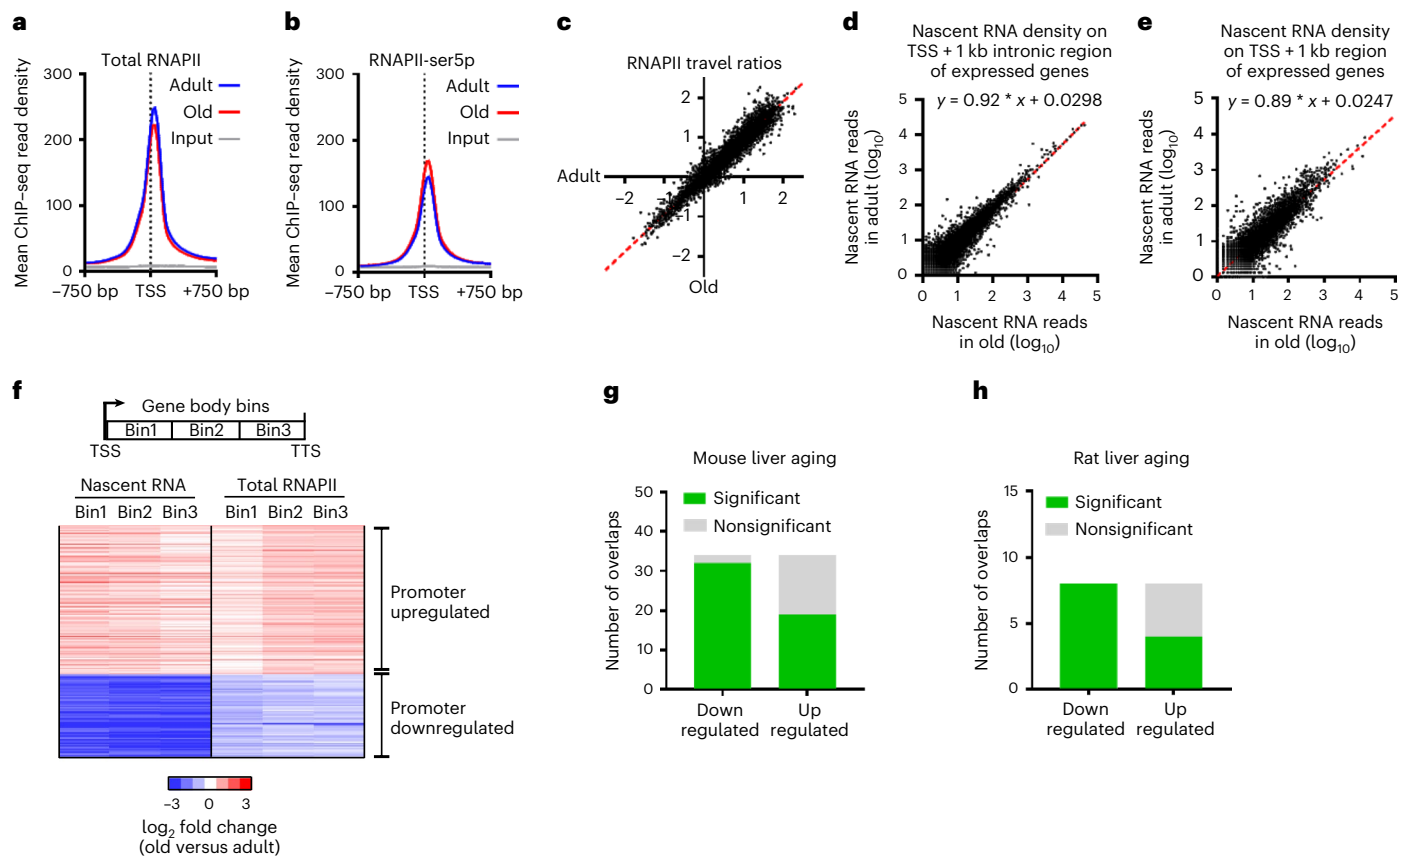 a
Total RNAPII
Mean ChIP–seq read density
300
200
100
0
Adult
Old
Input
–750 bp
TSS
+750 bp
b
RNAPII-ser5p
Mean ChIP–seq read density
300
200
100
0
Adult
Old
Input
–750 bp
TSS
+750 bp
c
RNAPII travel ratios
2
1
Adult
–2
–1
1
2
–1
–2
Old
d
Nascent RNA density on
TSS + 1 kb intronic region
of expressed genes
y = 0.92 * x + 0.0298
Nascent RNA reads
in adult (log10)
5
4
3
2
1
0
0 1 2 3 4 5
Nascent RNA reads
in old (log10)
e
Nascent RNA density
on TSS + 1 kb region
of expressed genes
y = 0.89 * x + 0.0247
Nascent RNA reads
in adult (log10)
5
4
3
2
1
0
0 1 2 3 4 5
Nascent RNA reads
in old (log10)
f
Gene body bins
Bin1 Bin2 Bin3
TSS TTS
Nascent RNA Total RNAPII
Bin1 Bin2 Bin3 Bin1 Bin2 Bin3
Promoter
upregulated
Promoter
downregulated
–3 0 3
log2 fold change
(old versus adult)
g
Mouse liver aging
Number of overlaps
50
40
30
20
10
0
Significant
Nonsignificant
Down
regulated
Up
regulated
h
Rat liver aging
Number of overlaps
15
10
5
0
Significant
Nonsignificant
Down
regulated
Up
regulated